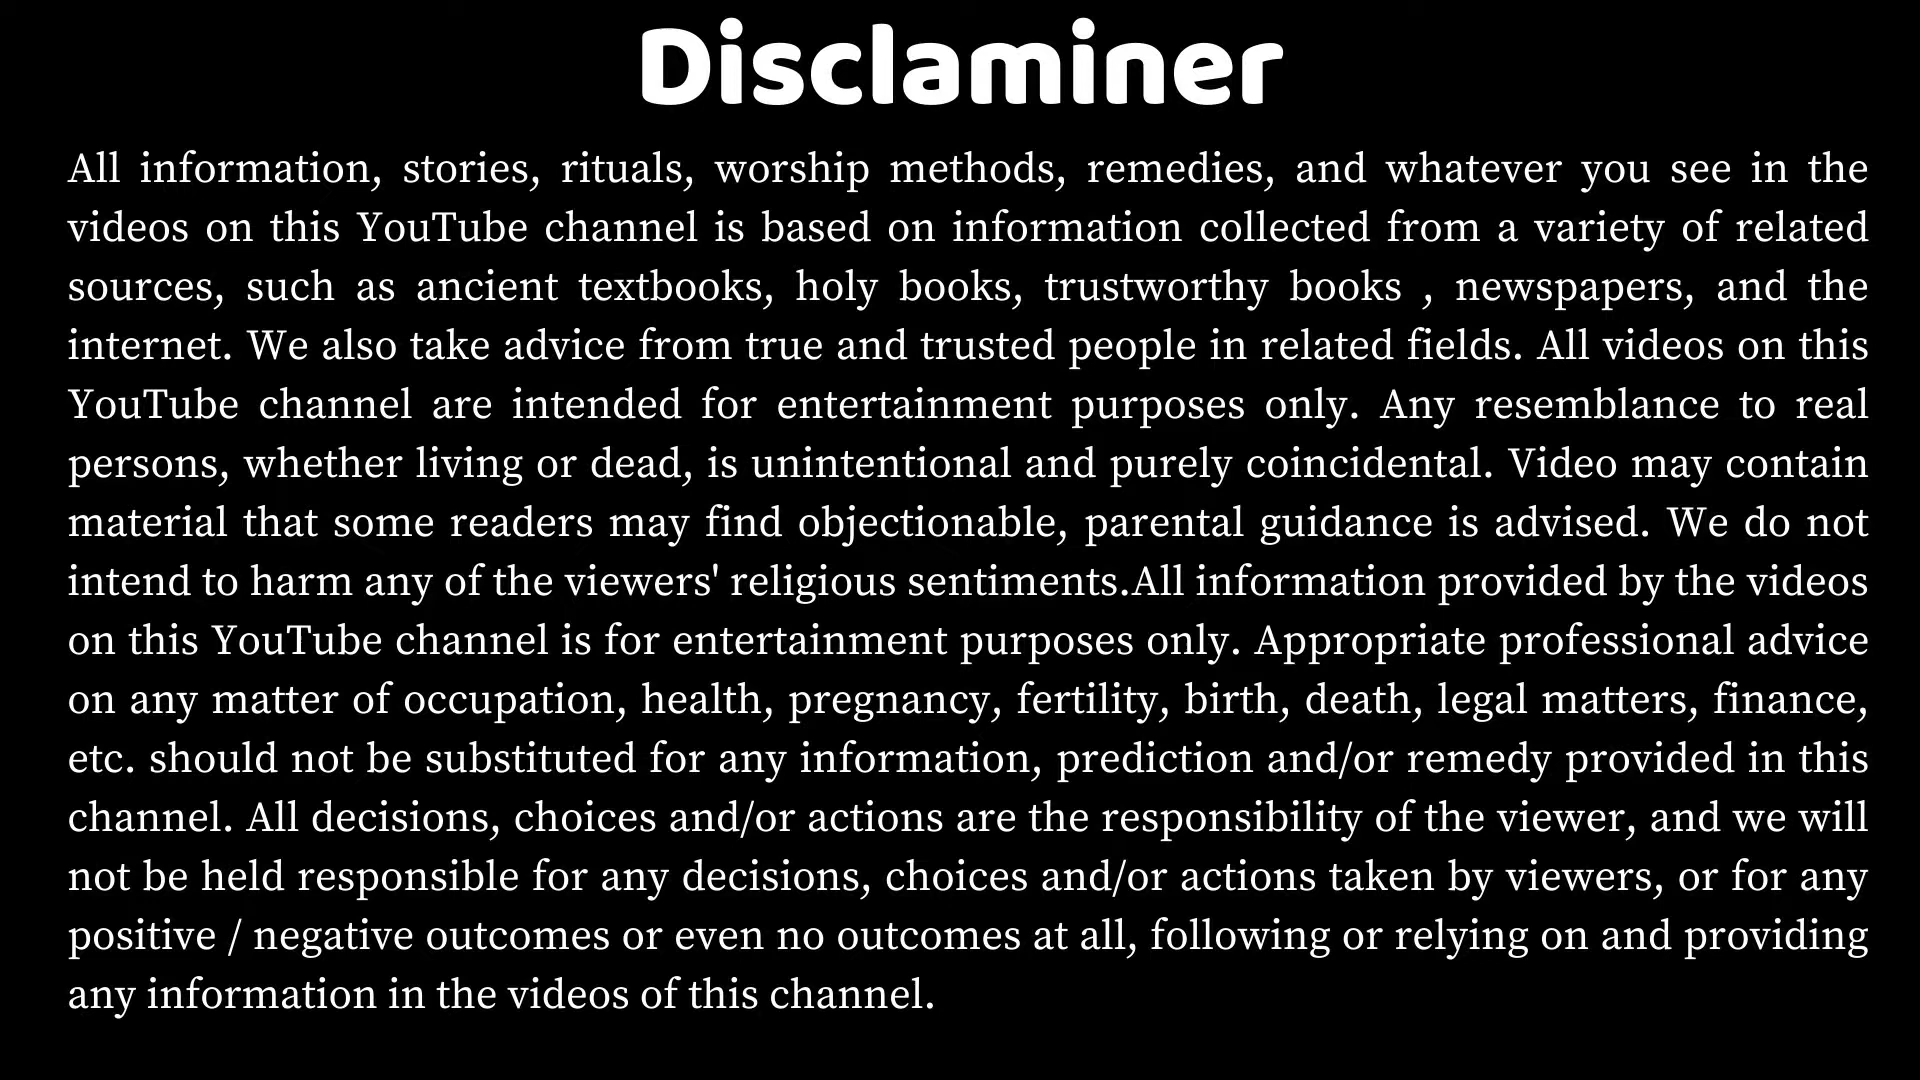 Disclaminer
All information, stories, rituals, worship methods, remedies, and whatever you see in the
videos on this YouTube channel is based on information collected from a variety of related
sources, such as ancient textbooks, holy books, trustworthy books , newspapers, and the
internet. We also take advice from true and trusted people in related fields. All videos on this
YouTube channel are intended for entertainment purposes only. Any resemblance to real
persons, whether living or dead, is unintentional and purely coincidental. Video may contain
material that some readers may find objectionable, parental guidance is advised. We do not
intend to harm any of the viewers' religious sentiments.All information provided by the videos
on this YouTube channel is for entertainment purposes only. Appropriate professional advice
on any matter of occupation, health, pregnancy, fertility, birth, death, legal matters, finance,
etc. should not be substituted for any information, prediction and/or remedy provided in this
channel. All decisions, choices and/or actions are the responsibility of the viewer, and we will
not be held responsible for any decisions, choices and/or actions taken by viewers, or for any
positive / negative outcomes or even no outcomes at all, following or relying on and providing
any information in the videos of this channel.